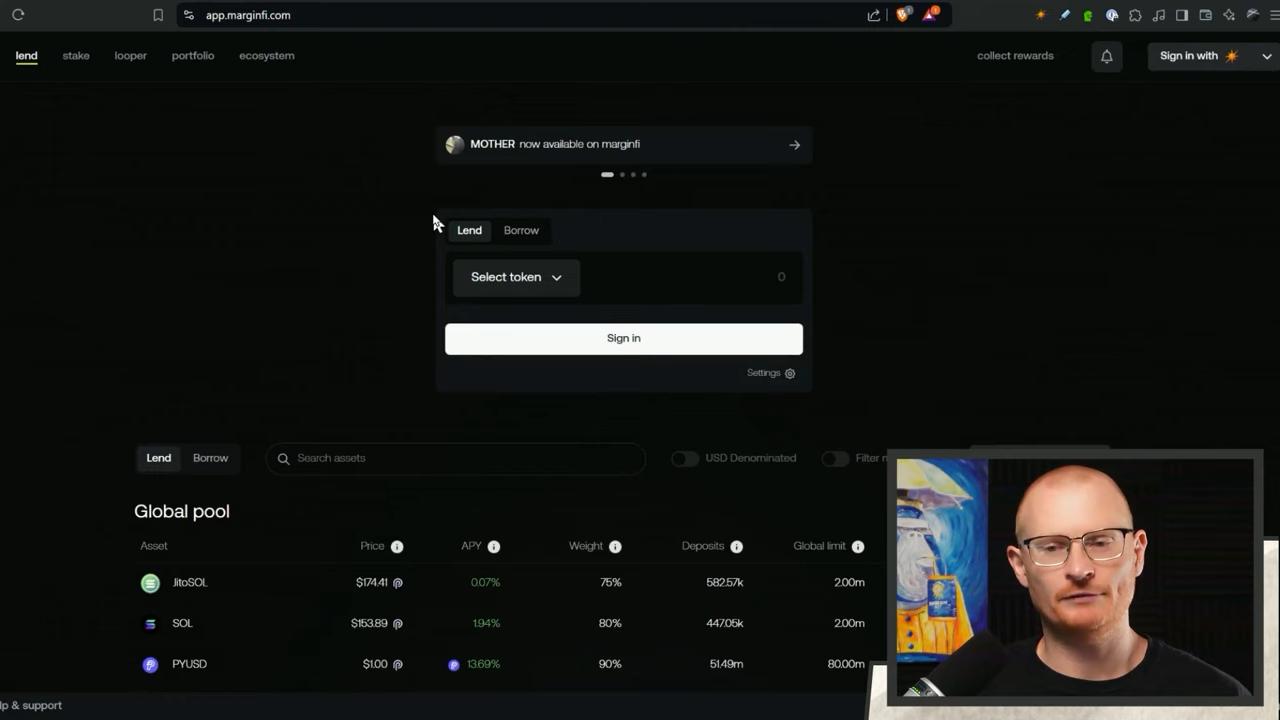 app.marginfi.com
lend stake looper portfolio ecosystem collect rewards Sign in with
MOTHER now available on marginfi
Lend Borrow
Select token 0
Sign in
Settings
Lend Borrow Search assets USD Denominated Filter
Global pool
Asset Price APY Weight Deposits Global limit
JitoSOL $174.41 0.07% 75% 582.57k 2.00m
SOL $153.89 1.94% 80% 447.05k 2.00m
PYUSD $1.00 13.69% 90% 51.49m 80.00m
lp & support